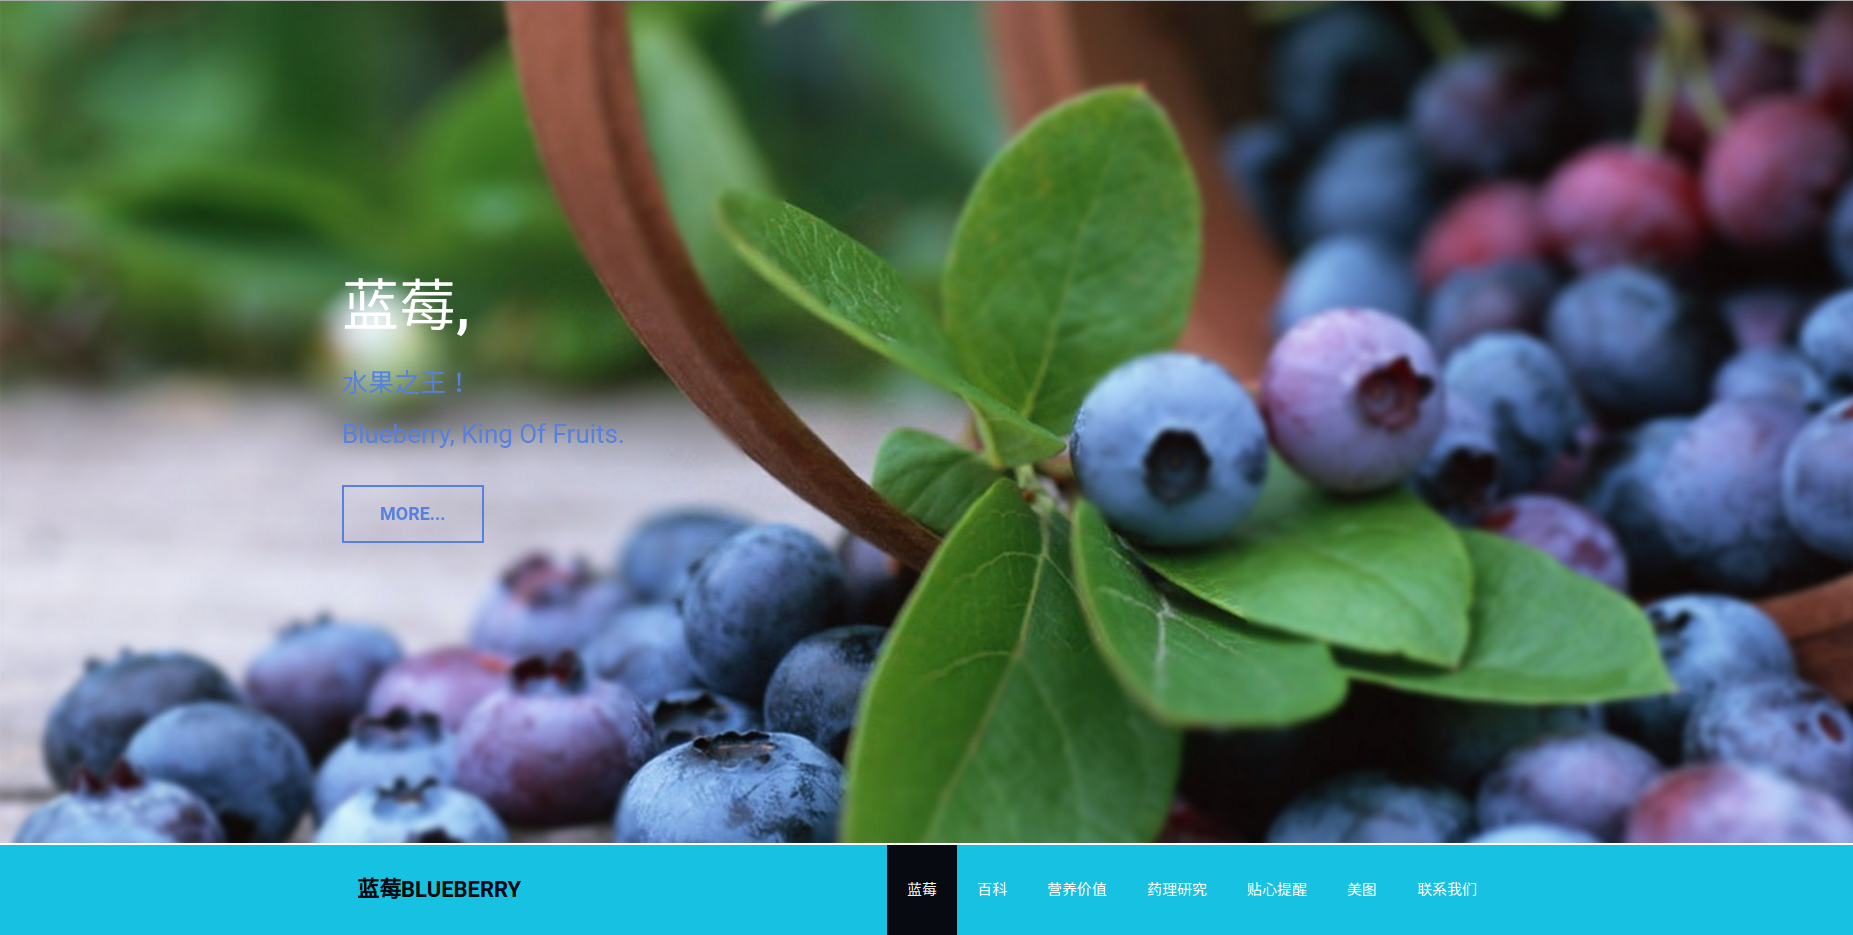 蓝莓,
水果之王！
Blueberry, King Of Fruits.
MORE...
蓝莓BLUEBERRY
蓝莓 百科 营养价值 药理研究 贴心提醒 美图 联系我们